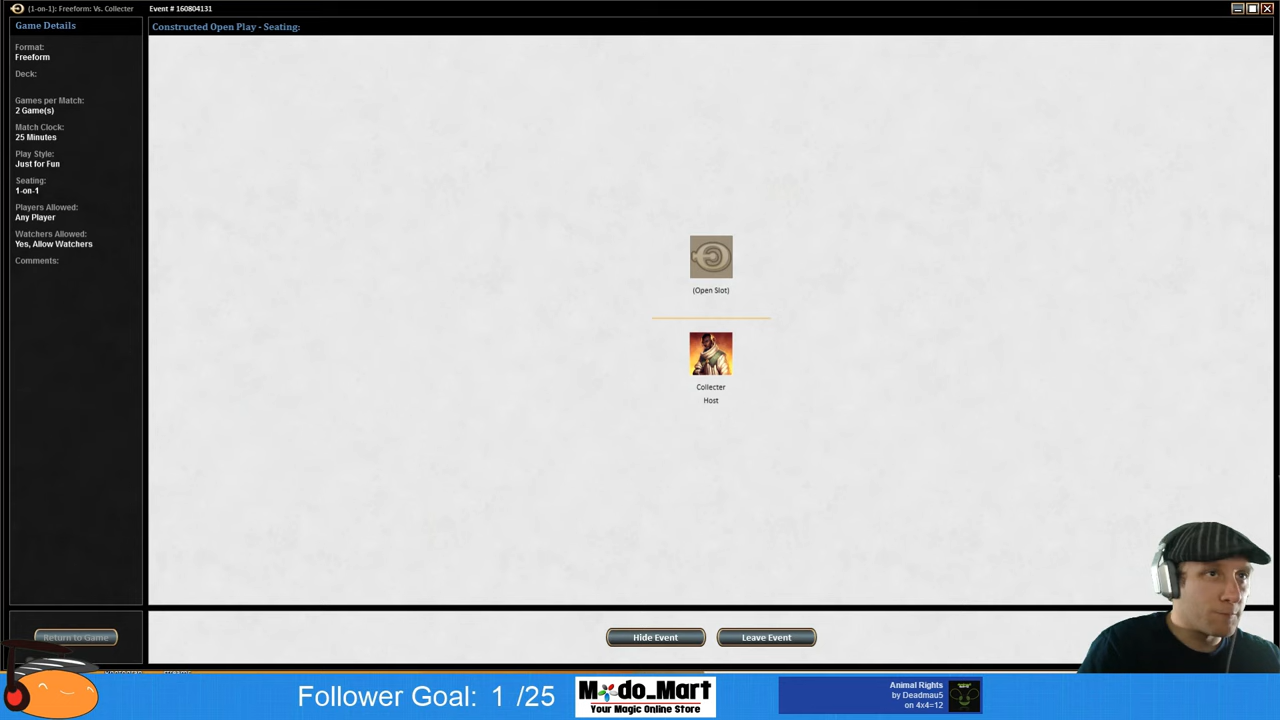 (1-on-1): Freeform: Vs. Collecter
Event # 160804131
Game Details
Constructed Open Play - Seating:
Format:
Freeform
Deck:
Games per Match:
2 Game(s)
Match Clock:
25 Minutes
Play Style:
Just for Fun
Seating:
1-on-1
Players Allowed:
Any Player
Watchers Allowed:
Yes, Allow Watchers
Comments:
(Open Slot)
Collecter
Host
Return to Game
Hide Event
Leave Event
Follower Goal: 1 /25
Modo_Mart
Your Magic Online Store
Animal Rights
by Deadmau5
on 4x4=12